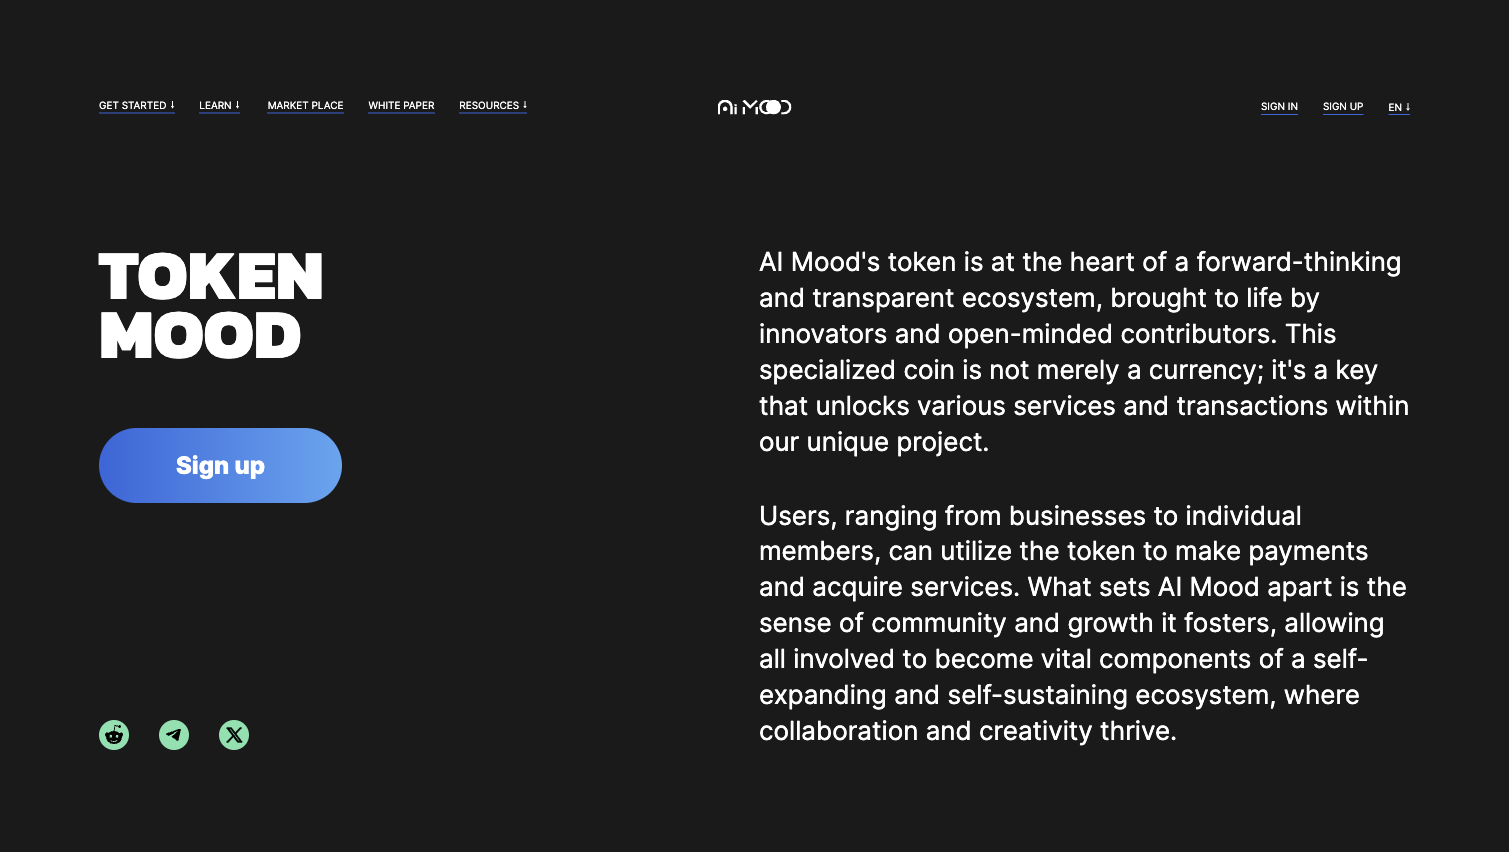 GET STARTED ↓ LEARN ↓ MARKET PLACE WHITE PAPER RESOURCES ↓
Ai MOOD
SIGN IN SIGN UP EN ↓
TOKEN
MOOD
Sign up
AI Mood's token is at the heart of a forward-thinking
and transparent ecosystem, brought to life by
innovators and open-minded contributors. This
specialized coin is not merely a currency; it's a key
that unlocks various services and transactions within
our unique project.
Users, ranging from businesses to individual
members, can utilize the token to make payments
and acquire services. What sets AI Mood apart is the
sense of community and growth it fosters, allowing
all involved to become vital components of a self-
expanding and self-sustaining ecosystem, where
collaboration and creativity thrive.